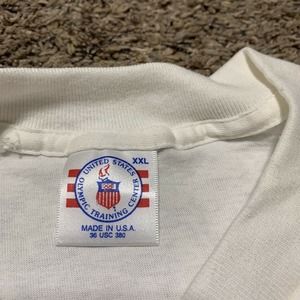 XXL
UNITED STATES
OLYMPIC TRAINING CENTER
MADE IN U.S.A.
36 USC 380